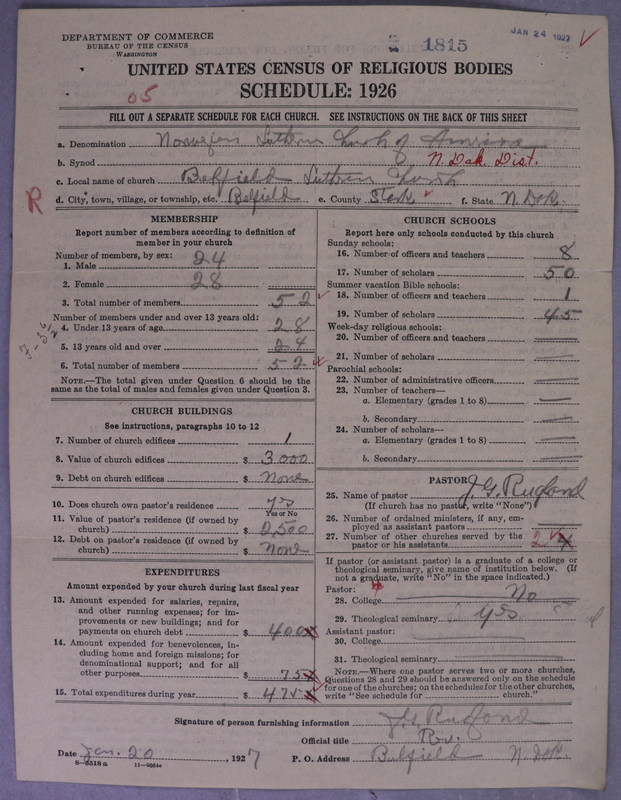 DEPARTMENT OF COMMERCE
BUREAU OF THE CENSUS
WASHINGTON
1815
JAN 24 1927
UNITED STATES CENSUS OF RELIGIOUS BODIES
SCHEDULE: 1926
05
FILL OUT A SEPARATE SCHEDULE FOR EACH CHURCH. SEE INSTRUCTIONS ON THE BACK OF THIS SHEET
a. Denomination Norwegian Lutheran Church of America
b. Synod N. Dak. Dist.
c. Local name of church Belfield Lutheran Church
R
d. City, town, village, or township, etc. Belfield e. County Stark f. State N. Dak.
MEMBERSHIP
Report number of members according to definition of
member in your church
Number of members, by sex:
1. Male 24
2. Female 28
3. Total number of members 52
Number of members under and over 13 years old:
4. Under 13 years of age 28
5. 13 years old and over 24
6. Total number of members 52
NOTE.—The total given under Question 6 should be
same as the total of males and females given under Question 3.
CHURCH BUILDINGS
See instructions, paragraphs 10 to 12
7. Number of church edifices 1
8. Value of church edifices $ 3,000
9. Debt on church edifices $ None
10. Does church own pastor's residence yes
Yes or No
11. Value of pastor's residence (if owned by
church) $ 2,500
12. Debt on pastor's residence (if owned by
church) $ None
EXPENDITURES
Amount expended by your church during last fiscal year
13. Amount expended for salaries, repairs,
and other running expenses; for im-
provements or new buildings; and for
payments on church debt $ 400
14. Amount expended for benevolences, in-
cluding home and foreign missions; for
denominational support; and for all
other purposes $ 75
15. Total expenditures during year $ 475
CHURCH SCHOOLS
Report here only schools conducted by this church
Sunday schools:
16. Number of officers and teachers 8
17. Number of scholars 50
Summer vacation Bible schools:
18. Number of officers and teachers 1
19. Number of scholars 45
Week-day religious schools:
20. Number of officers and teachers
21. Number of scholars
Parochial schools:
22. Number of administrative officers
23. Number of teachers—
a. Elementary (grades 1 to 8)
b. Secondary
24. Number of scholars—
a. Elementary (grades 1 to 8)
b. Secondary
PASTOR
25. Name of pastor J. G. Rugland
(If church has no pastor, write "None")
26. Number of ordained ministers, if any, em-
ployed as assistant pastors
27. Number of other churches served by the
pastor or his assistants 2
If pastor (or assistant pastor) is a graduate of a college or
theological seminary, give name of institution below. (If
not a graduate, write "No" in the space indicated.)
Pastor:
28. College No
29. Theological seminary yes
Assistant pastor:
30. College
31. Theological seminary
NOTE.—Where one pastor serves two or more churches,
Questions 28 and 29 should be answered only on the schedule
for one of the churches; on the schedules for the other churches,
write "See schedule for church."
Signature of person furnishing information J. G. Rugland
Official title Rev.
Date Jan. 20, 1927 P. O. Address Belfield N. Dak.
8—5518a 11—9054a